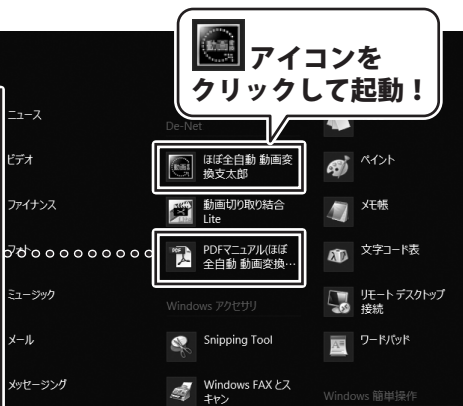 アイコンを
クリックして起動！
ニュース
ビデオ
ファイナンス
フォト
ミュージック
メール
メッセージング
De-Net
ほぼ全自動 動画変
換支太郎
動画切り取り結合
Lite
PDFマニュアル(ほぼ
全自動 動画変換…
Windows アクセサリ
Snipping Tool
Windows FAX とス
キャン
ペイント
メモ帳
文字コード表
リモート デスクトップ
接続
ワードパッド
Windows 簡単操作